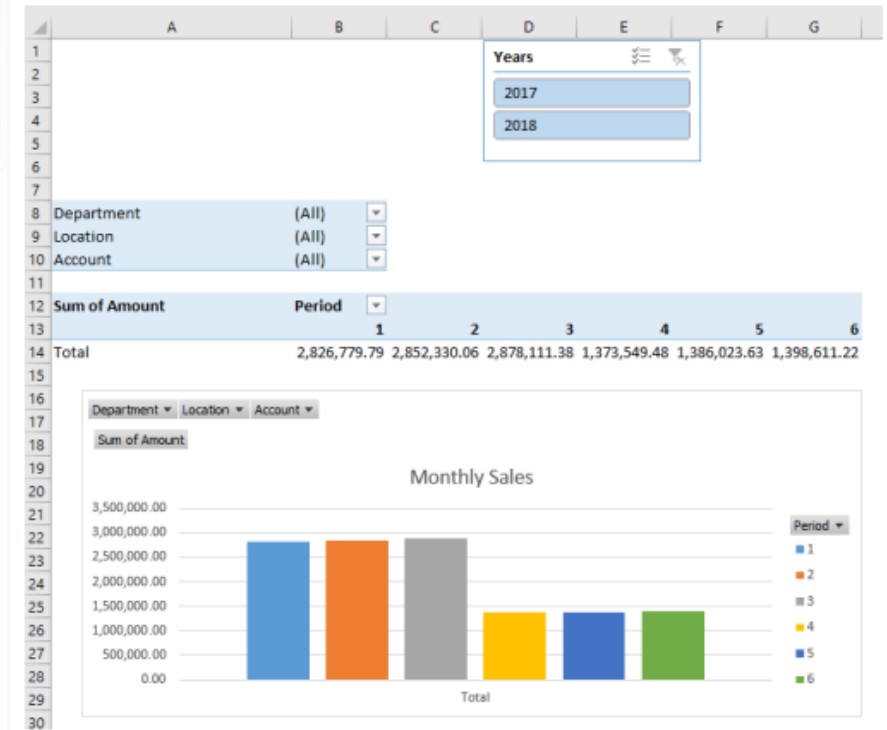 A B C D E F G
1 Years
2
3 2017
4 2018
5
6
7
8 Department (All)
9 Location (All)
10 Account (All)
11
12 Sum of Amount Period
13 1 2 3 4 5 6
14 Total 2,826,779.79 2,852,330.06 2,878,111.38 1,373,549.48 1,386,023.63 1,398,611.22
15
16
17 Department Location Account
18 Sum of Amount
19 Monthly Sales
20
21 3,500,000.00
22 3,000,000.00 Period
23 2,500,000.00 1
24 2,000,000.00 2
25 1,500,000.00 3
26 1,000,000.00 4
27 500,000.00 5
28 0.00 6
29 Total
30